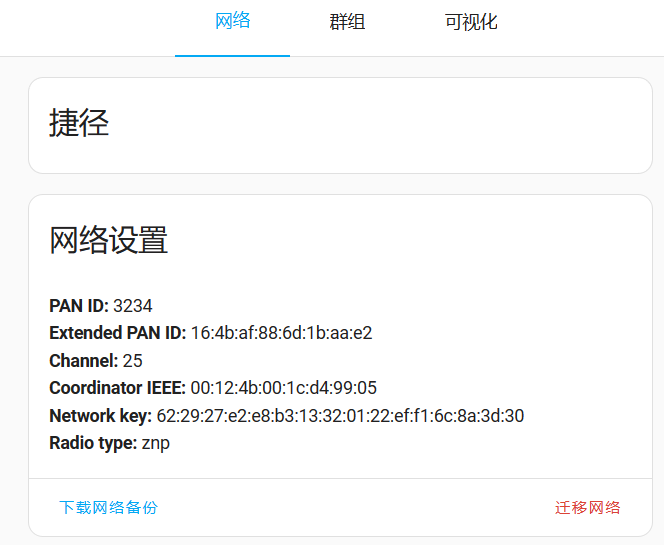 网络 群组 可视化
捷径
网络设置
PAN ID: 3234
Extended PAN ID: 16:4b:af:88:6d:1b:aa:e2
Channel: 25
Coordinator IEEE: 00:12:4b:00:1c:d4:99:05
Network key: 62:29:27:e2:e8:b3:13:32:01:22:ef:f1:6c:8a:3d:30
Radio type: znp
下载网络备份 迁移网络